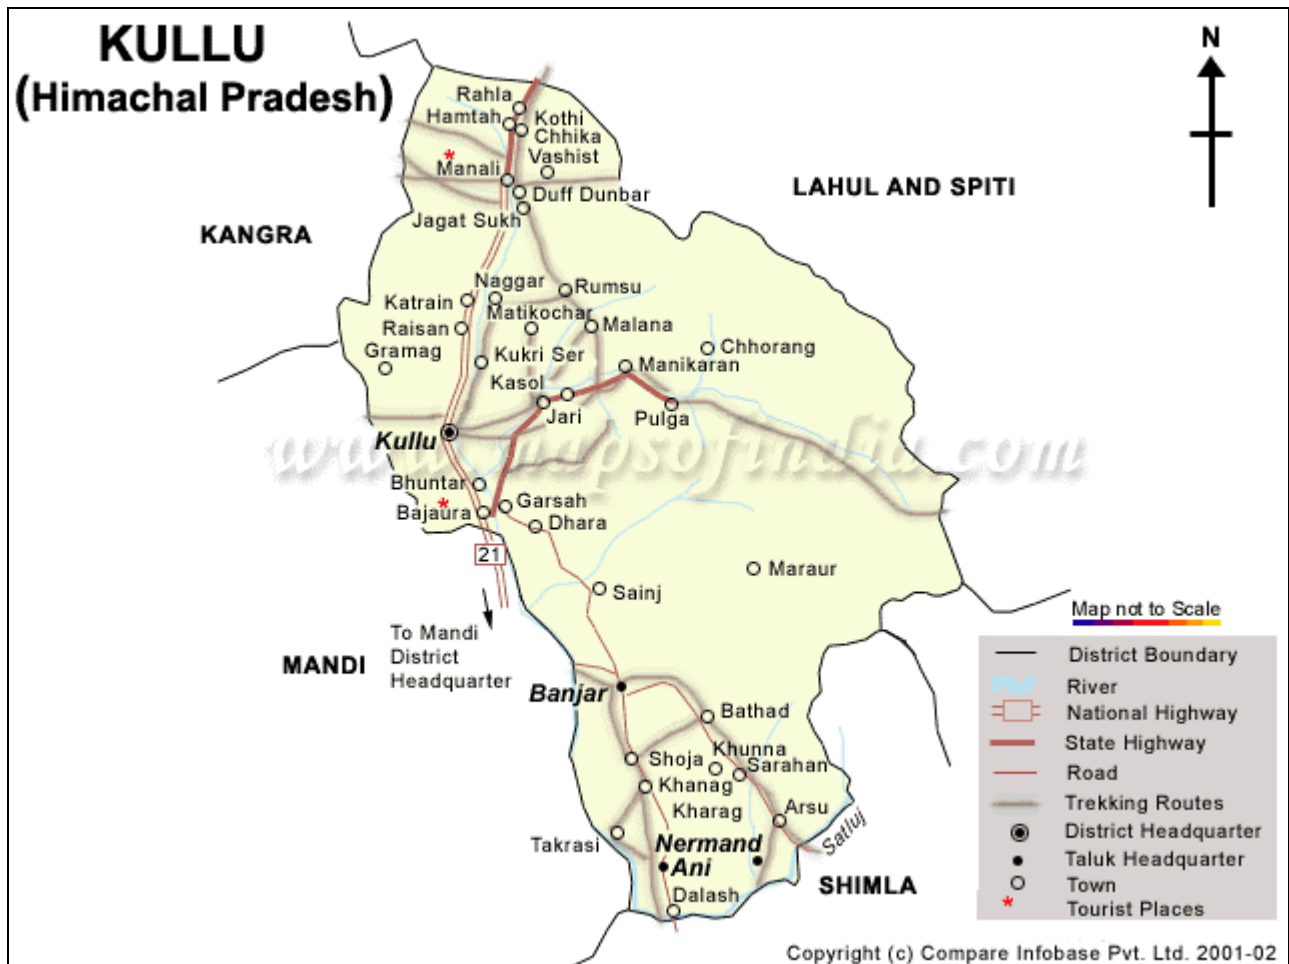 KULLU
(Himachal Pradesh)
N
Rahla
Hamtah
Kothi
Chhika
Vashist
Manali
LAHUL AND SPITI
Duff Dunbar
Jagat Sukh
KANGRA
Naggar
Rumsu
Katrain
Matikochar
Raisan
Malana
Gramag
Kukri Ser
Chhorang
Manikaran
Kasol
Jari
Pulga
Kullu
www.mapsofindia.com
Bhuntar
Garsah
Bajaura
Dhara
21
Maraur
Sainj
Map not to Scale
To Mandi
District
Headquarter
MANDI
Banjar
Bathad
Khunna
Shoja
Sarahan
Khanag
Kharag
Arsu
Satluj
Takrasi
Nermand
Ani
SHIMLA
Dalash
District Boundary
River
National Highway
State Highway
Road
Trekking Routes
District Headquarter
Taluk Headquarter
Town
Tourist Places
Copyright (c) Compare Infobase Pvt. Ltd. 2001-02